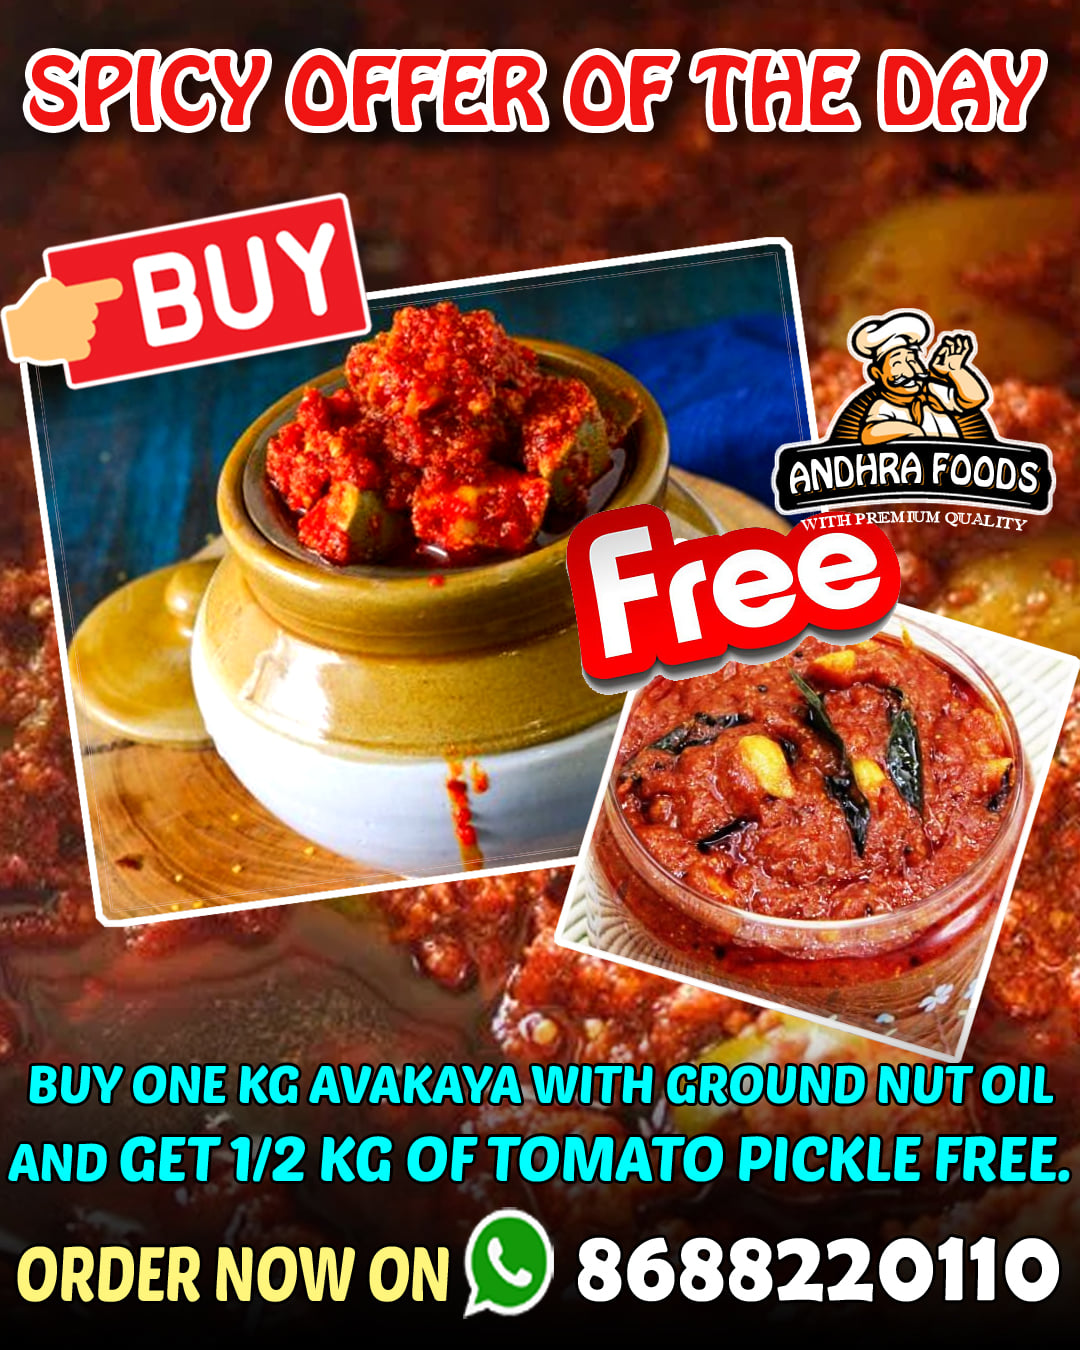 SPICY OFFER OF THE DAY
BUY
ANDHRA FOODS
WITH PREMIUM QUALITY
Free
BUY ONE KG AVAKAYA WITH GROUND NUT OIL
AND GET 1/2 KG OF TOMATO PICKLE FREE.
ORDER NOW ON 8688220110